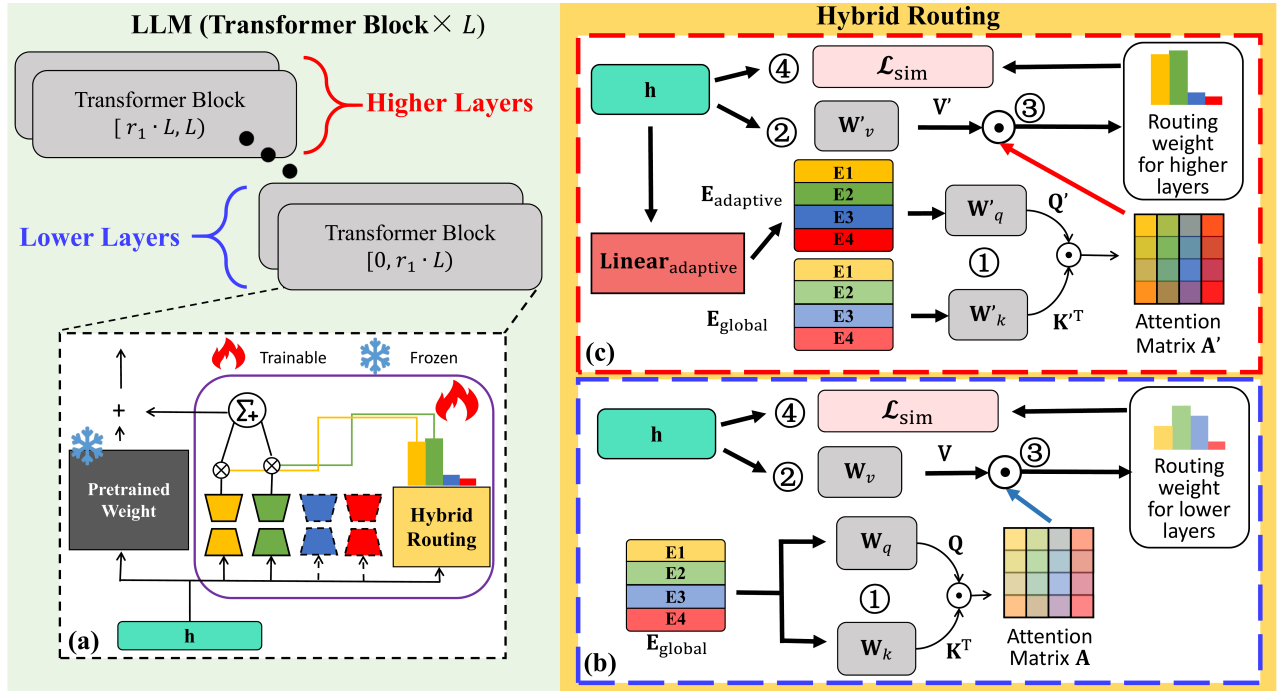 LLM (Transformer Block× L)
Transformer Block
[ r₁ · L, L)
Higher Layers
Lower Layers
Transformer Block
[0, r₁ · L)
Trainable
Frozen
+
Σ+
Pretrained
Weight
Hybrid
Routing
h
(a)
Hybrid Routing
h
④
ℒsim
②
W'v
V'
③
Routing
weight
for higher
layers
Eadaptive
E1
E2
E3
E4
W'q
Q'
Linearadaptive
①
Eglobal
E1
E2
E3
E4
W'k
K'T
Attention
Matrix A'
(c)
h
④
ℒsim
②
Wv
V
③
Routing
weight
for lower
layers
E1
E2
E3
E4
Eglobal
Wq
Q
①
Wk
KT
Attention
Matrix A
(b)